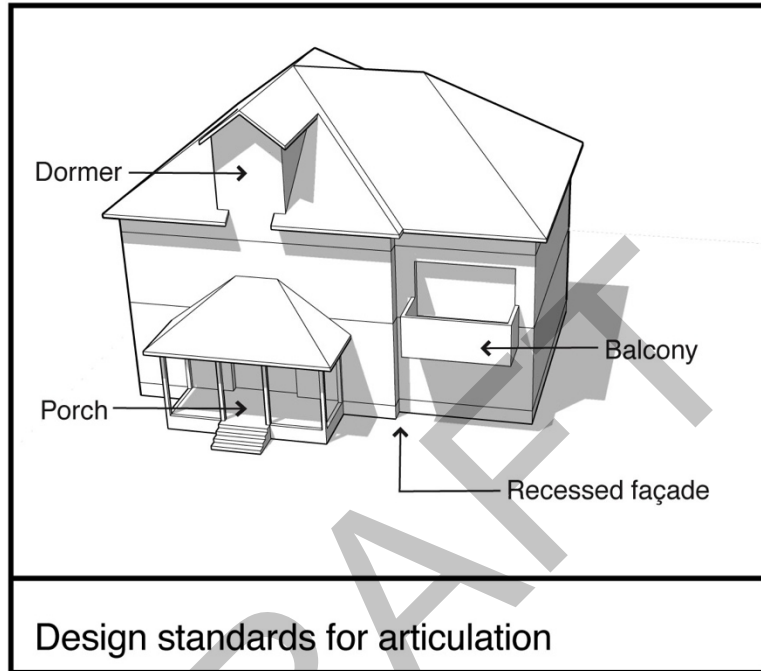 Dormer
Balcony
Porch
Recessed façade
Design standards for articulation
DRAFT